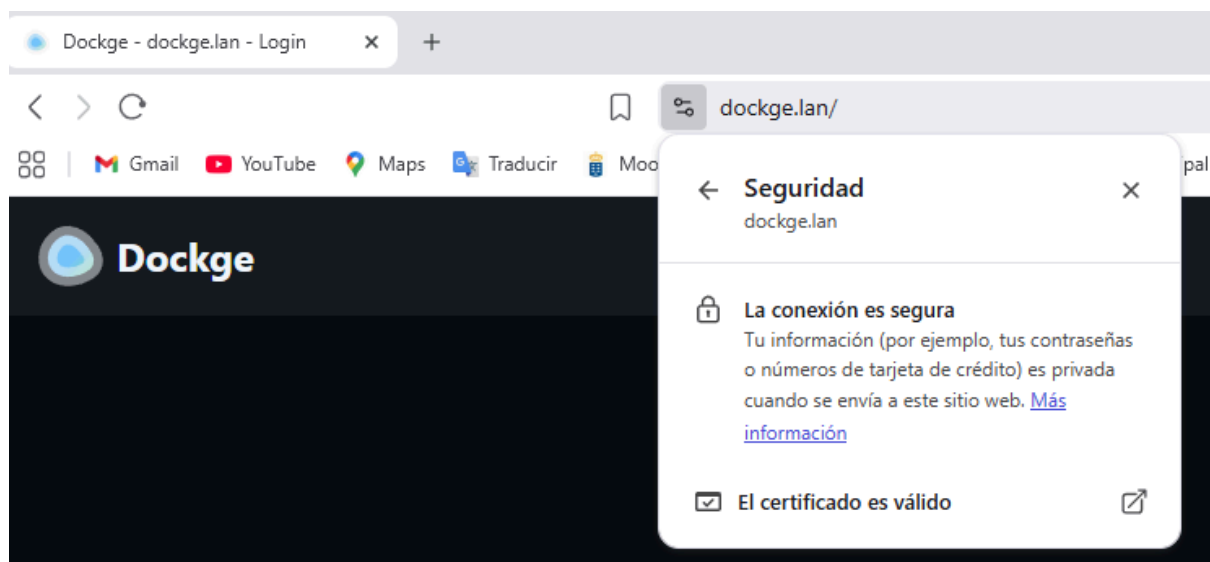 Dockge - dockge.lan - Login
dockge.lan/
Gmail YouTube Maps Traducir Moo pal
Seguridad
dockge.lan
Dockge
La conexión es segura
Tu información (por ejemplo, tus contraseñas
o números de tarjeta de crédito) es privada
cuando se envía a este sitio web. Más
información
El certificado es válido